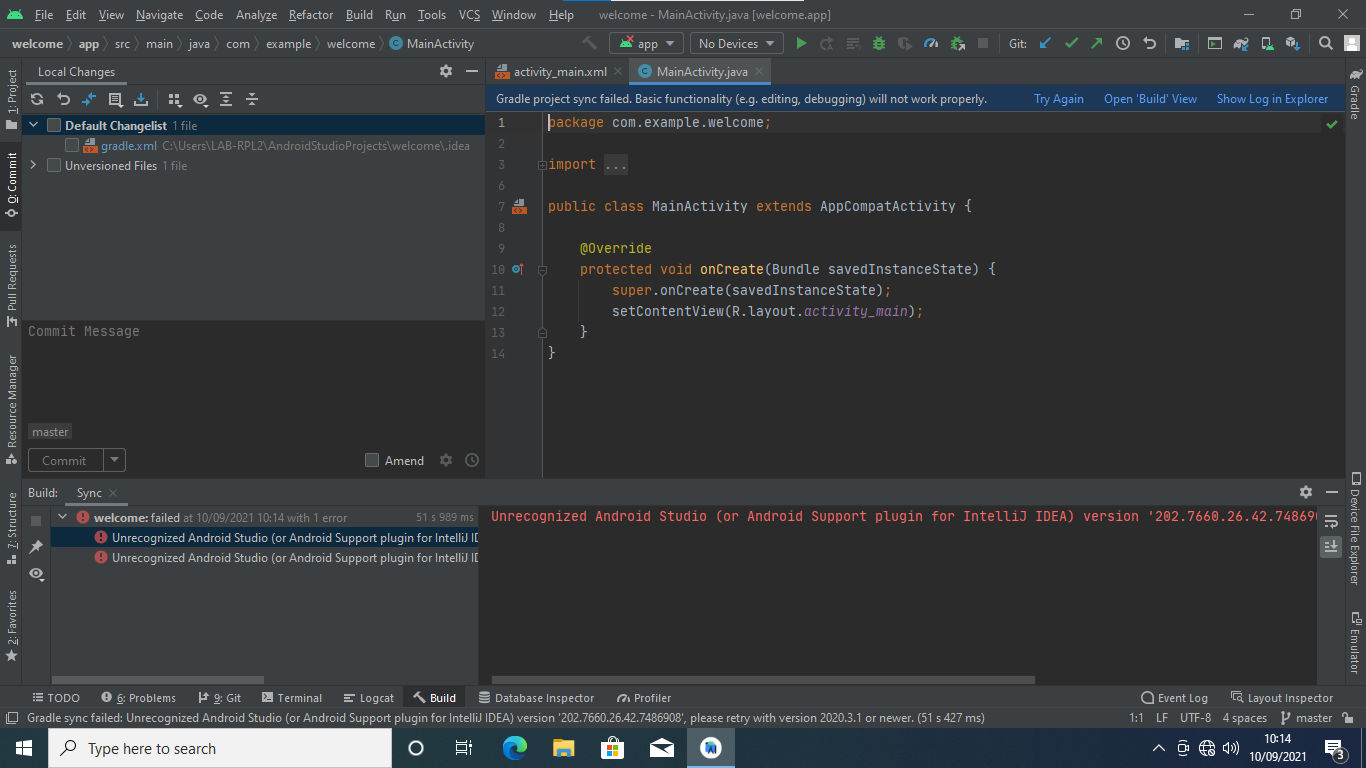 File Edit View Navigate Code Analyze Refactor Build Run Tools VCS Window Help welcome - MainActivity.java [welcome.app]
welcome app src main java com example welcome MainActivity app No Devices Git:
1: Project
0: Commit
Pull Requests
Resource Manager
7: Structure
2: Favorites
Local Changes
Default Changelist 1 file
gradle.xml C:\Users\LAB-RPL2\AndroidStudioProjects\welcome\.idea
Unversioned Files 1 file
Commit Message
master
Commit Amend
activity_main.xml MainActivity.java
Gradle project sync failed. Basic functionality (e.g. editing, debugging) will not work properly. Try Again Open 'Build' View Show Log in Explorer
1 package com.example.welcome;
2
3 import ...
6
7 public class MainActivity extends AppCompatActivity {
8
9 @Override
10 protected void onCreate(Bundle savedInstanceState) {
11 super.onCreate(savedInstanceState);
12 setContentView(R.layout.activity_main);
13 }
14 }
Gradle
Device File Explorer
Emulator
Build: Sync
welcome: failed at 10/09/2021 10:14 with 1 error 51 s 989 ms
Unrecognized Android Studio (or Android Support plugin for IntelliJ ID
Unrecognized Android Studio (or Android Support plugin for IntelliJ ID
Unrecognized Android Studio (or Android Support plugin for IntelliJ IDEA) version '202.7660.26.42.748690
TODO 6: Problems 9: Git Terminal Logcat Build Database Inspector Profiler Event Log Layout Inspector
Gradle sync failed: Unrecognized Android Studio (or Android Support plugin for IntelliJ IDEA) version '202.7660.26.42.7486908', please retry with version 2020.3.1 or newer. (51 s 427 ms) 1:1 LF UTF-8 4 spaces master
Type here to search
10:14
10/09/2021
3